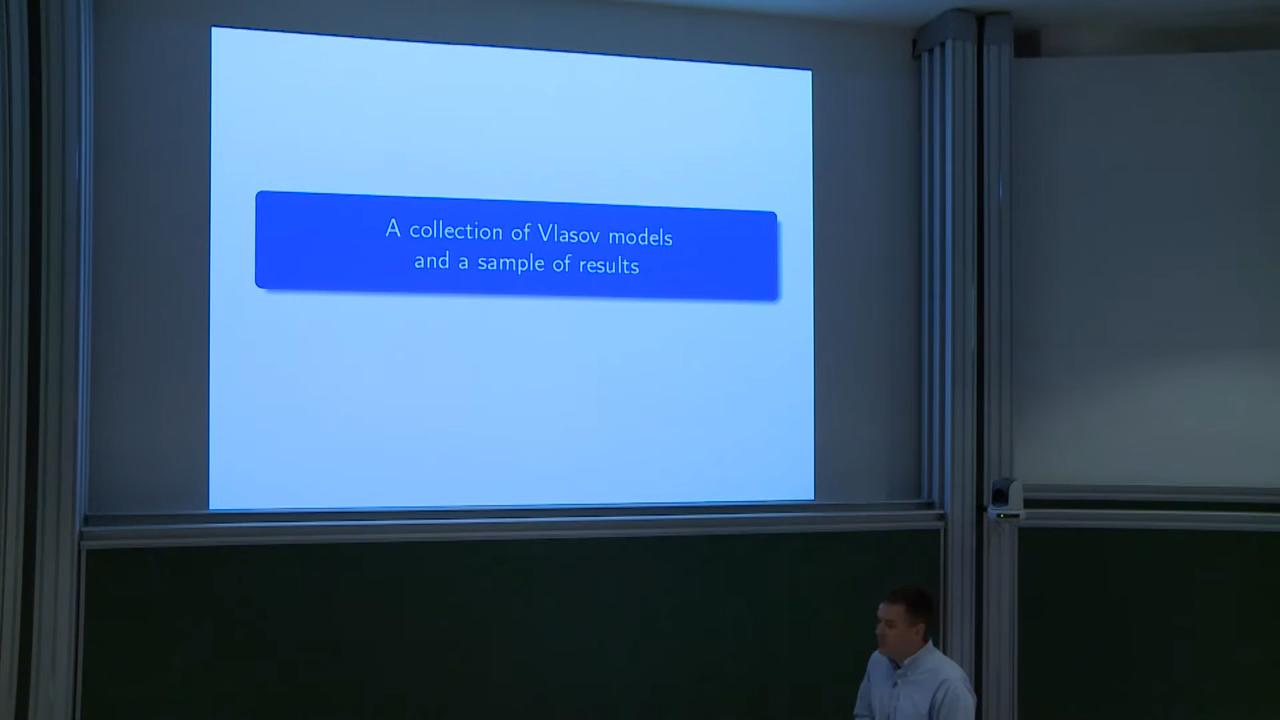 A collection of Vlasov models
and a sample of results